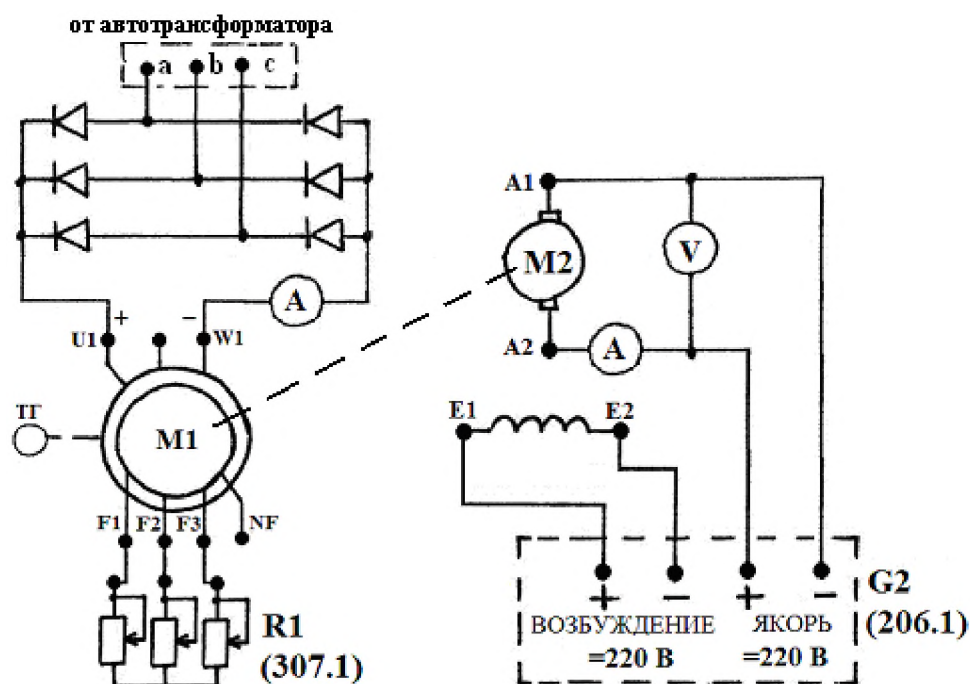 от автотрансформатора
a b c
A1
M2
V
+ − A
U1 W1
A2 A
E1 E2
ТГ
M1
F1 F2 F3 NF
+ − + −
G2
ВОЗБУЖДЕНИЕ ЯКОРЬ
(206.1)
=220 В =220 В
R1
(307.1)